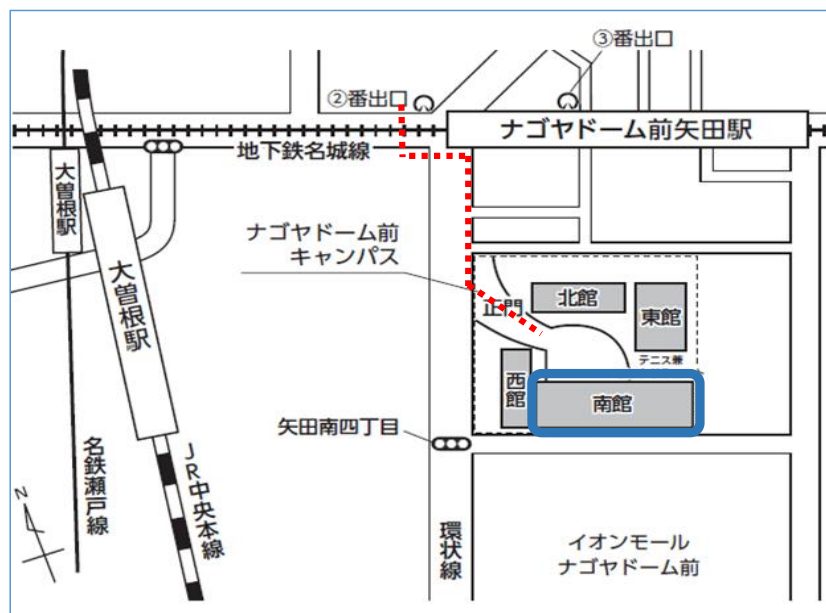 ③番出口
②番出口
ナゴヤドーム前矢田駅
地下鉄名城線
大曽根駅
ナゴヤドーム前
キャンパス
大曽根駅
正門
北館
東館
テニス兼
西館
南館
矢田南四丁目
名鉄瀬戸線
JR中央本線
N
環状線
イオンモール
ナゴヤドーム前